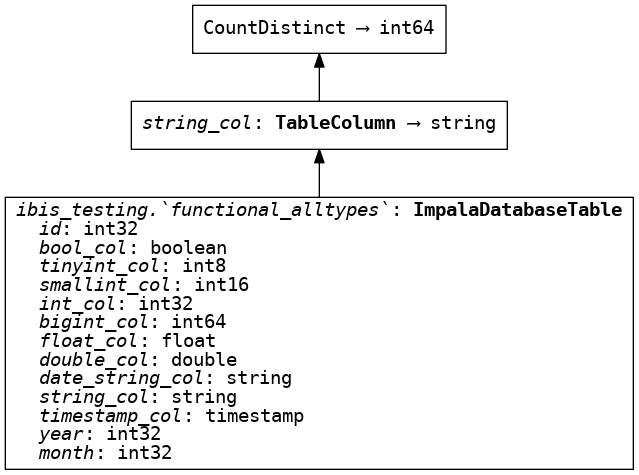 CountDistinct → int64
string_col: TableColumn → string
ibis_testing.`functional_alltypes`: ImpalaDatabaseTable
id: int32
bool_col: boolean
tinyint_col: int8
smallint_col: int16
int_col: int32
bigint_col: int64
float_col: float
double_col: double
date_string_col: string
string_col: string
timestamp_col: timestamp
year: int32
month: int32